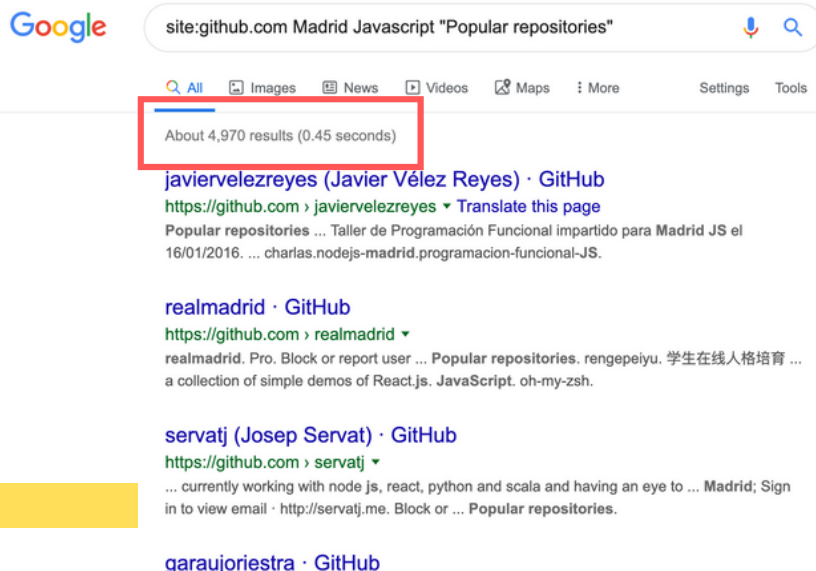 Google
site:github.com Madrid Javascript "Popular repositories"
All Images News Videos Maps More Settings Tools
About 4,970 results (0.45 seconds)
javiervelezreyes (Javier Vélez Reyes) · GitHub
https://github.com › javiervelezreyes Translate this page
Popular repositories ... Taller de Programación Funcional impartido para Madrid JS el
16/01/2016. ... charlas.nodejs-madrid.programacion-funcional-JS.
realmadrid · GitHub
https://github.com › realmadrid
realmadrid. Pro. Block or report user ... Popular repositories. rengepeiyu. 学生在线人格培育 ...
a collection of simple demos of React.js. JavaScript. oh-my-zsh.
servatj (Josep Servat) · GitHub
https://github.com › servatj
... currently working with node js, react, python and scala and having an eye to ... Madrid; Sign
in to view email · http://servatj.me. Block or ... Popular repositories.
garaujoriestra · GitHub